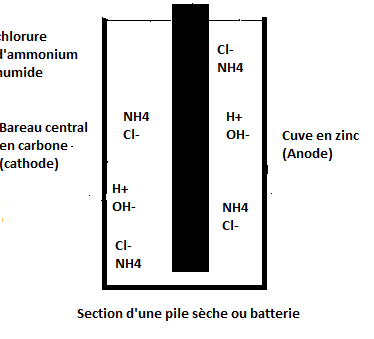 chlorure
d'ammonium
humide
Bareau central
en carbone -
(cathode)
NH4
Cl-
H+
OH-
Cl-
NH4
Cl-
NH4
H+
OH-
NH4
Cl-
Cuve en zinc
(Anode)
Section d'une pile sèche ou batterie